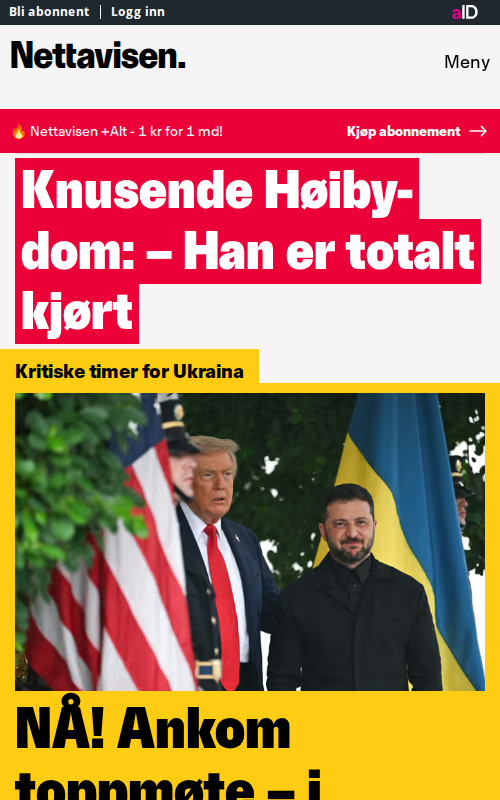 Bli abonnent
Logg inn
aID
Nettavisen.
Meny
🔥 Nettavisen +Alt - 1 kr for 1 md!
Kjøp abonnement →
Knusende Høiby-
dom: – Han er totalt
kjørt
Kritiske timer for Ukraina
NÅ! Ankom
toppmøte – i